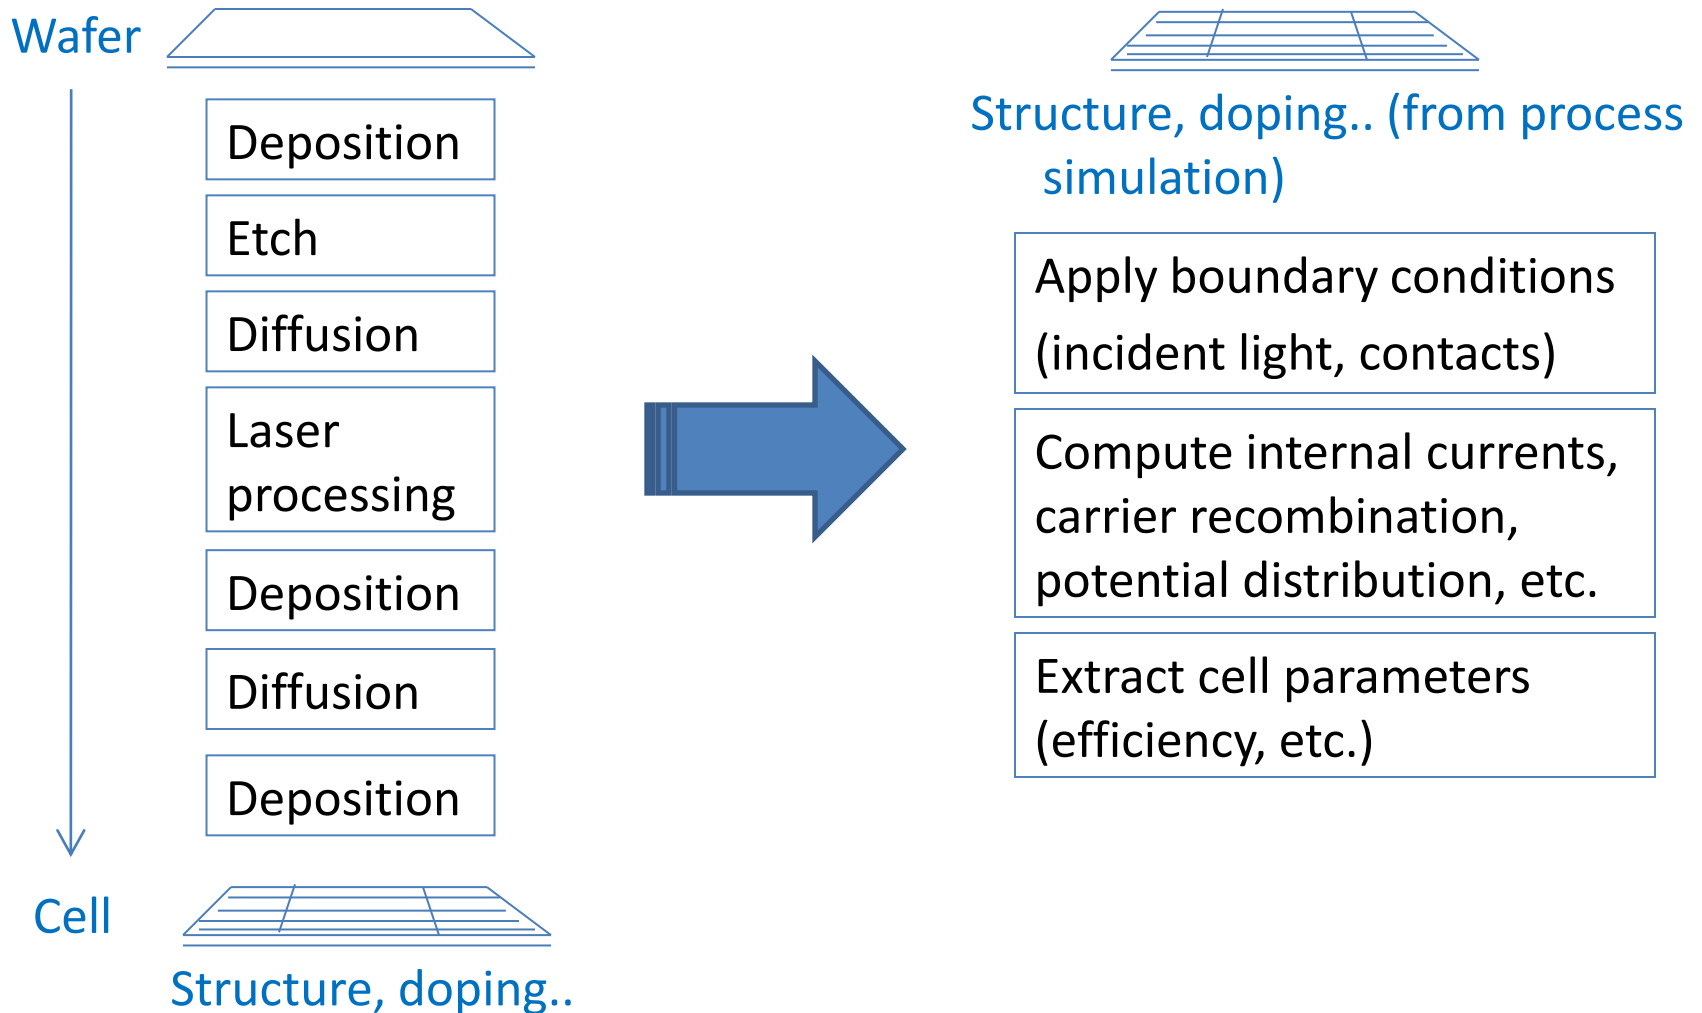 Wafer
Deposition
Etch
Diffusion
Laser
processing
Deposition
Diffusion
Deposition
Cell
Structure, doping..
Structure, doping.. (from process
simulation)
Apply boundary conditions
(incident light, contacts)
Compute internal currents,
carrier recombination,
potential distribution, etc.
Extract cell parameters
(efficiency, etc.)